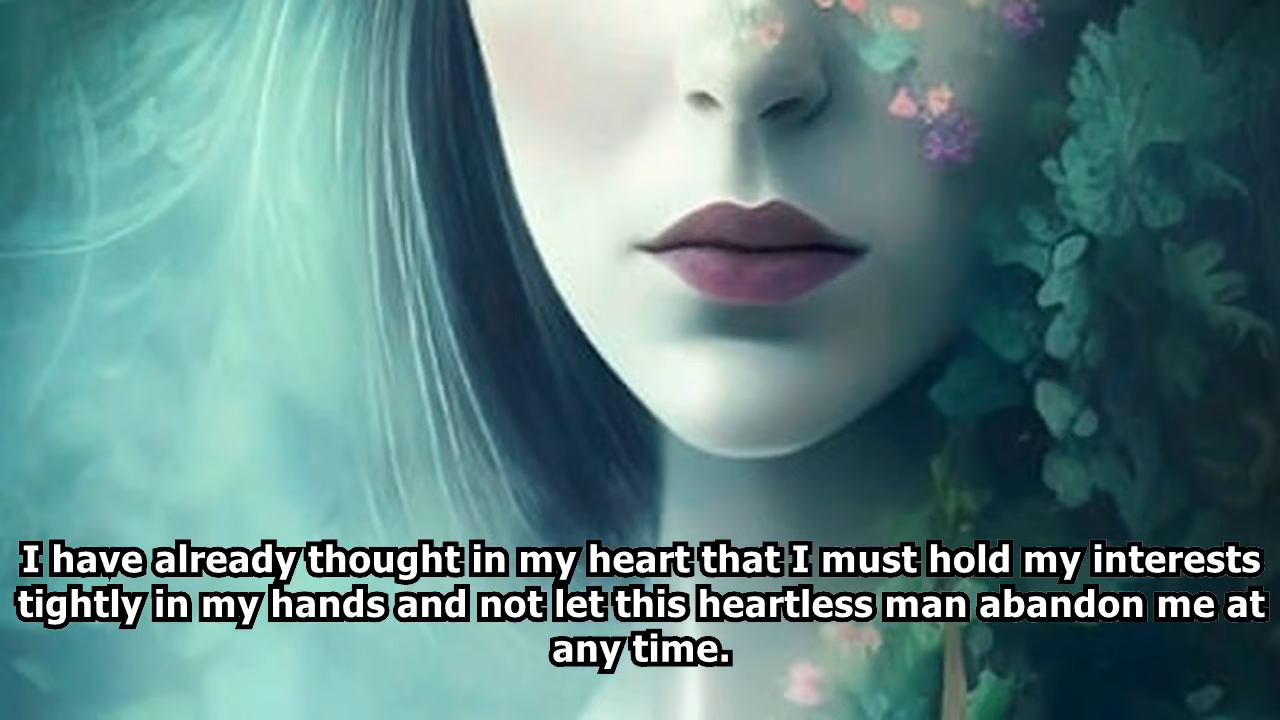 I have already thought in my heart that I must hold my interests
tightly in my hands and not let this heartless man abandon me at
any time.